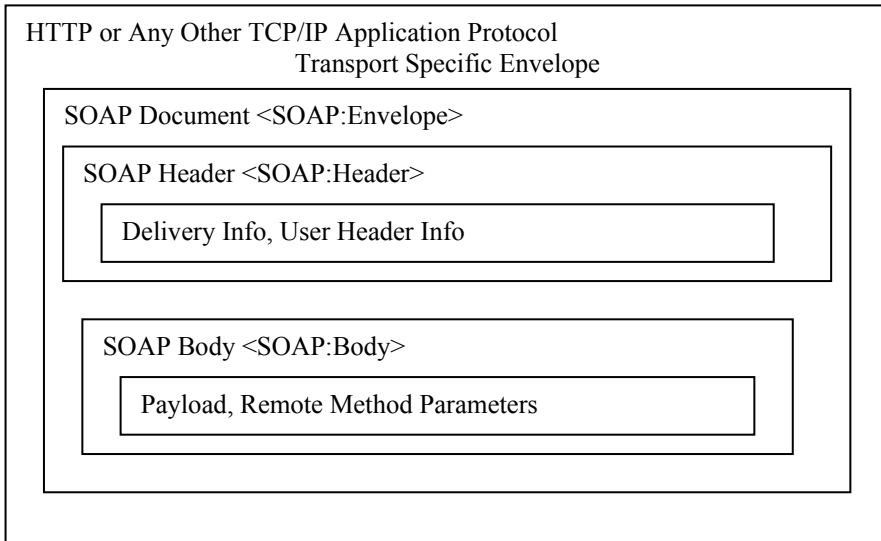 HTTP or Any Other TCP/IP Application Protocol
Transport Specific Envelope
SOAP Document <SOAP:Envelope>
SOAP Header <SOAP:Header>
Delivery Info, User Header Info
SOAP Body <SOAP:Body>
Payload, Remote Method Parameters